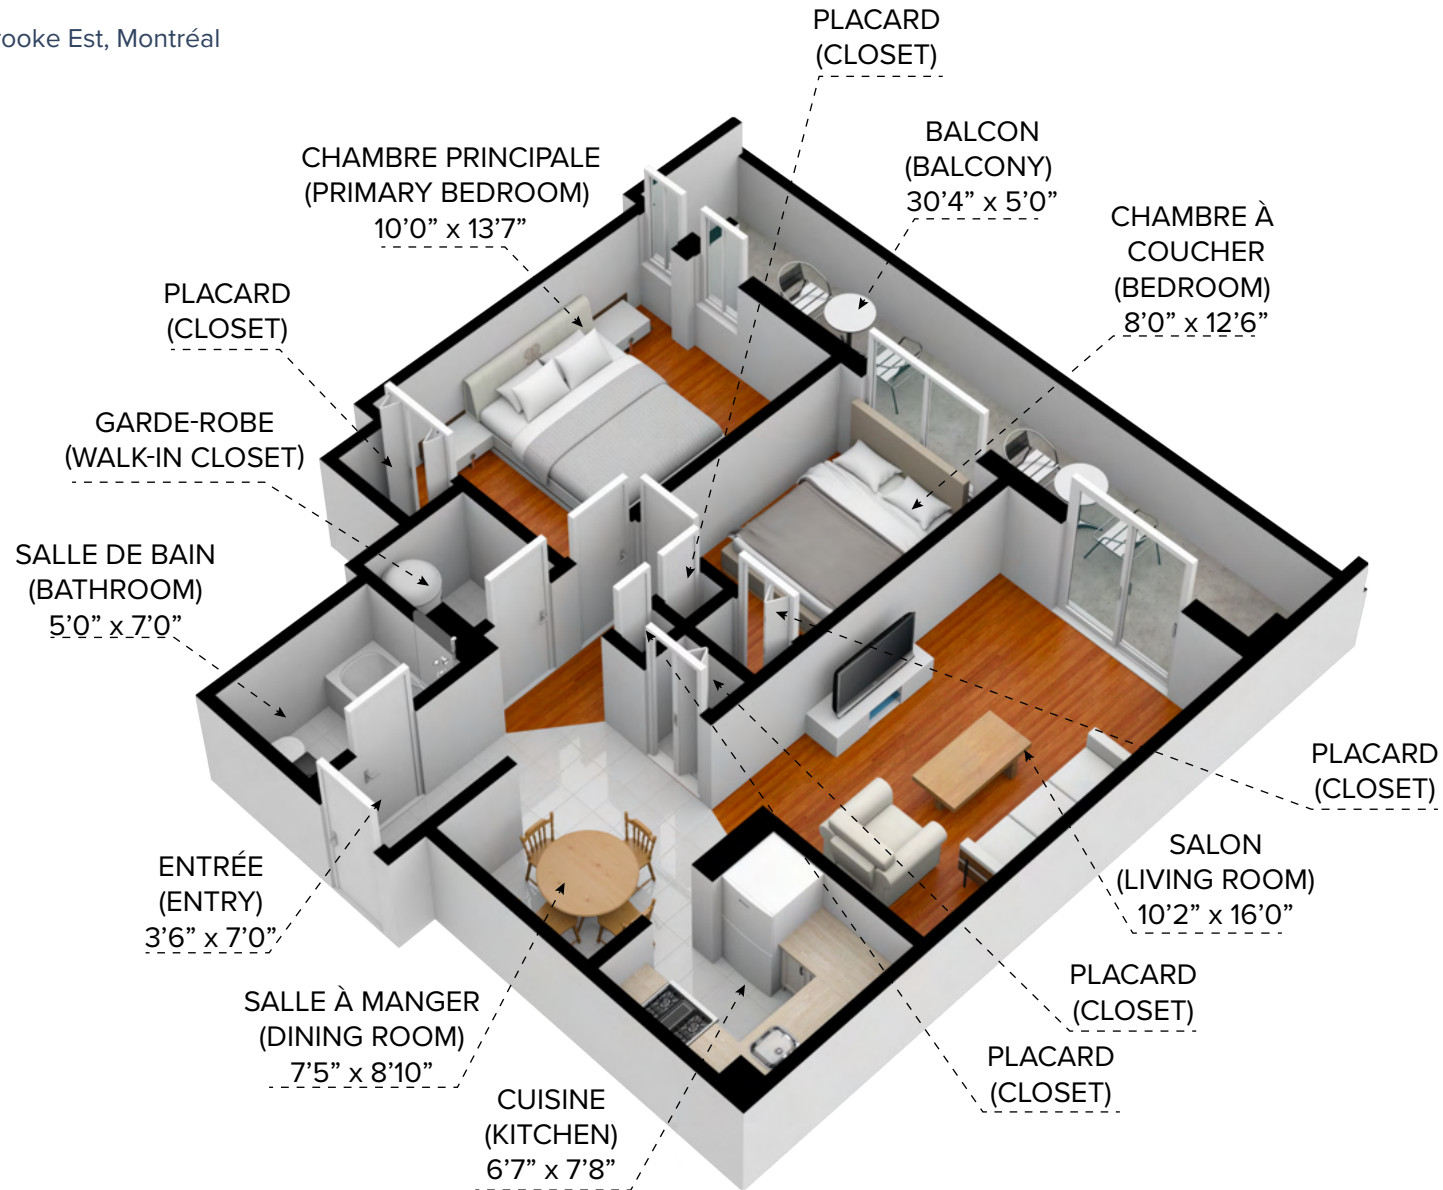 Est, Montréal
PLACARD
(CLOSET)
BALCON
(BALCONY)
30’4” x 5’0”
CHAMBRE PRINCIPALE
(PRIMARY BEDROOM)
10’0” x 13’7”
CHAMBRE À
COUCHER
(BEDROOM)
8’0” x 12’6”
PLACARD
(CLOSET)
GARDE-ROBE
(WALK-IN CLOSET)
SALLE DE BAIN
(BATHROOM)
5’0” x 7’0”
PLACARD
(CLOSET)
SALON
(LIVING ROOM)
10’2” x 16’0”
ENTRÉE
(ENTRY)
3’6” x 7’0”
PLACARD
(CLOSET)
SALLE À MANGER
(DINING ROOM)
7’5” x 8’10”
PLACARD
(CLOSET)
CUISINE
(KITCHEN)
6’7” x 7’8”